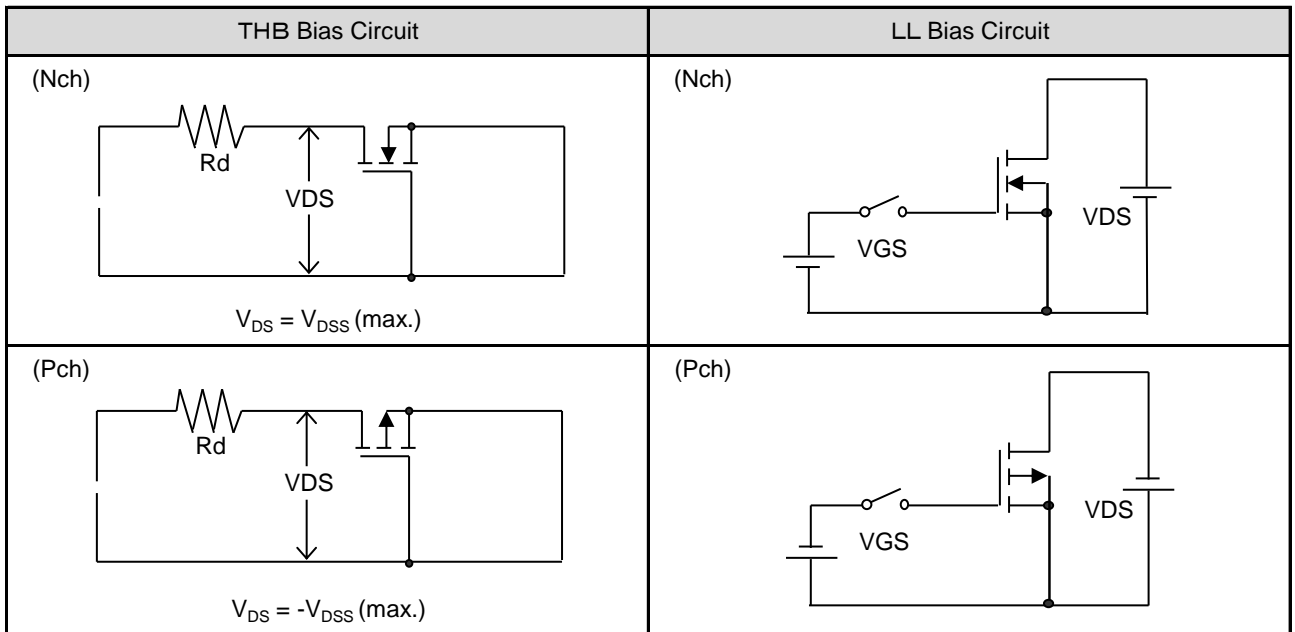 THB Bias Circuit
LL Bias Circuit
(Nch)
Rd
VDS
V_DS = V_DSS (max.)
(Nch)
VGS
VDS
(Pch)
Rd
VDS
V_DS = -V_DSS (max.)
(Pch)
VGS
VDS